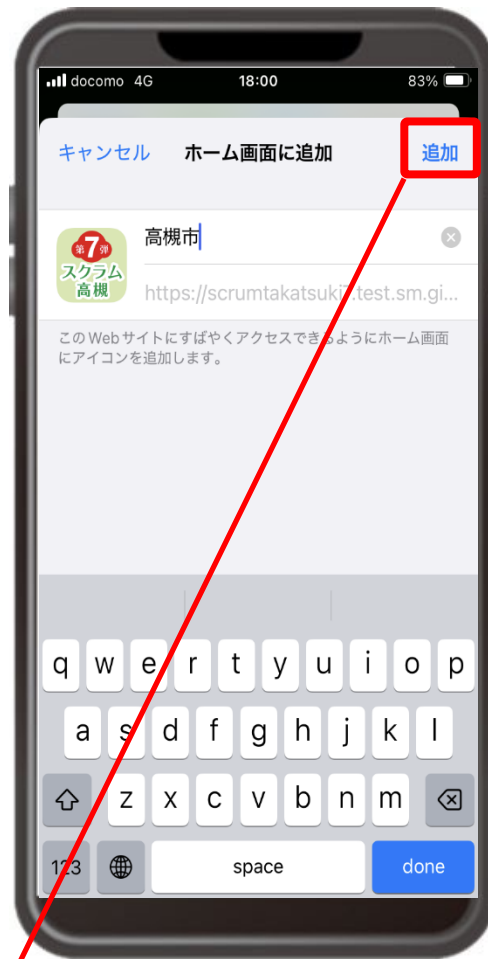 docomo 4G 18:00 83%
キャンセル ホーム画面に追加 追加
第7弾
スクラム
高槻
高槻市
https://scrumtakatsuki7.test.sm.gi...
このWebサイトにすばやくアクセスできるようにホーム画面
にアイコンを追加します。
q w e r t y u i o p
a s d f g h j k l
z x c v b n m
123 space done